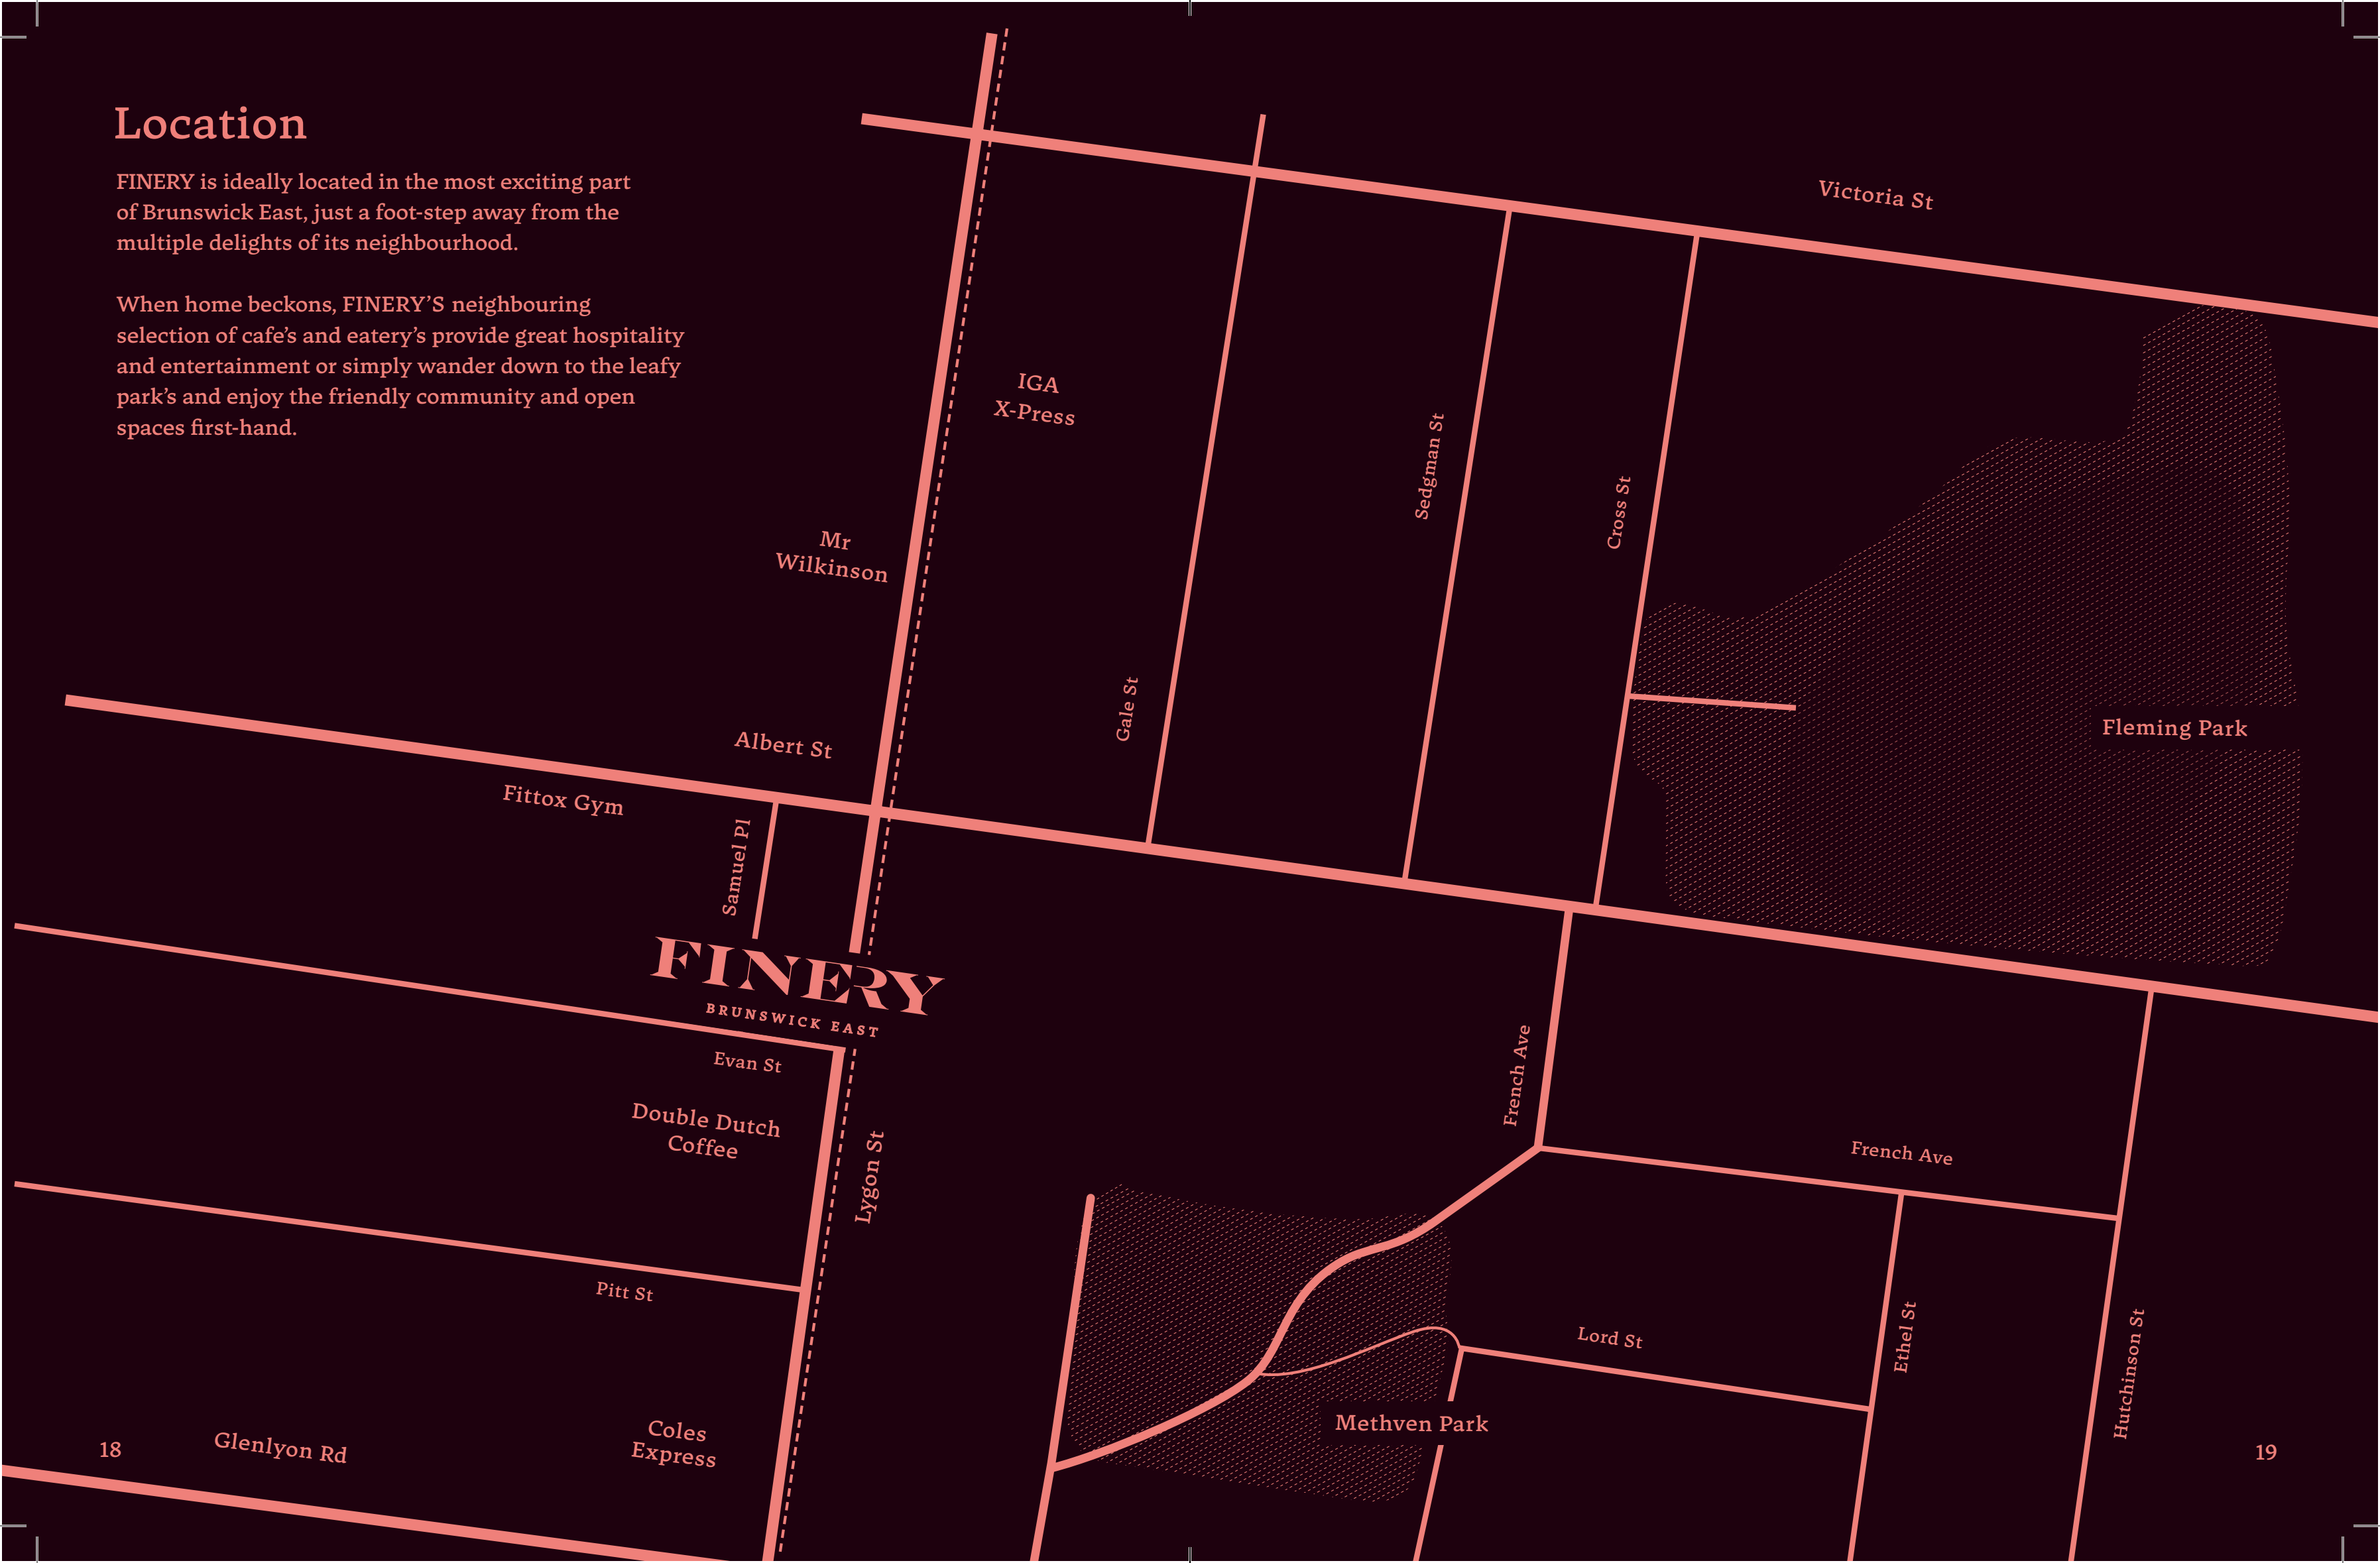 Location
FINERY is ideally located in the most exciting part
of Brunswick East, just a foot-step away from the
multiple delights of its neighbourhood.
When home beckons, FINERY’S neighbouring
selection of cafe’s and eatery’s provide great hospitality
and entertainment or simply wander down to the leafy
park’s and enjoy the friendly community and open
spaces first-hand.
Victoria St
IGA
X-Press
Sedgman St
Cross St
Mr
Wilkinson
Gale St
Fleming Park
Albert St
Fittox Gym
Samuel Pl
FINERY
BRUNSWICK EAST
Evan St
French Ave
Double Dutch
Coffee
Lygon St
French Ave
Pitt St
Lord St
Ethel St
Hutchinson St
Methven Park
Coles
Express
Glenlyon Rd
18
19